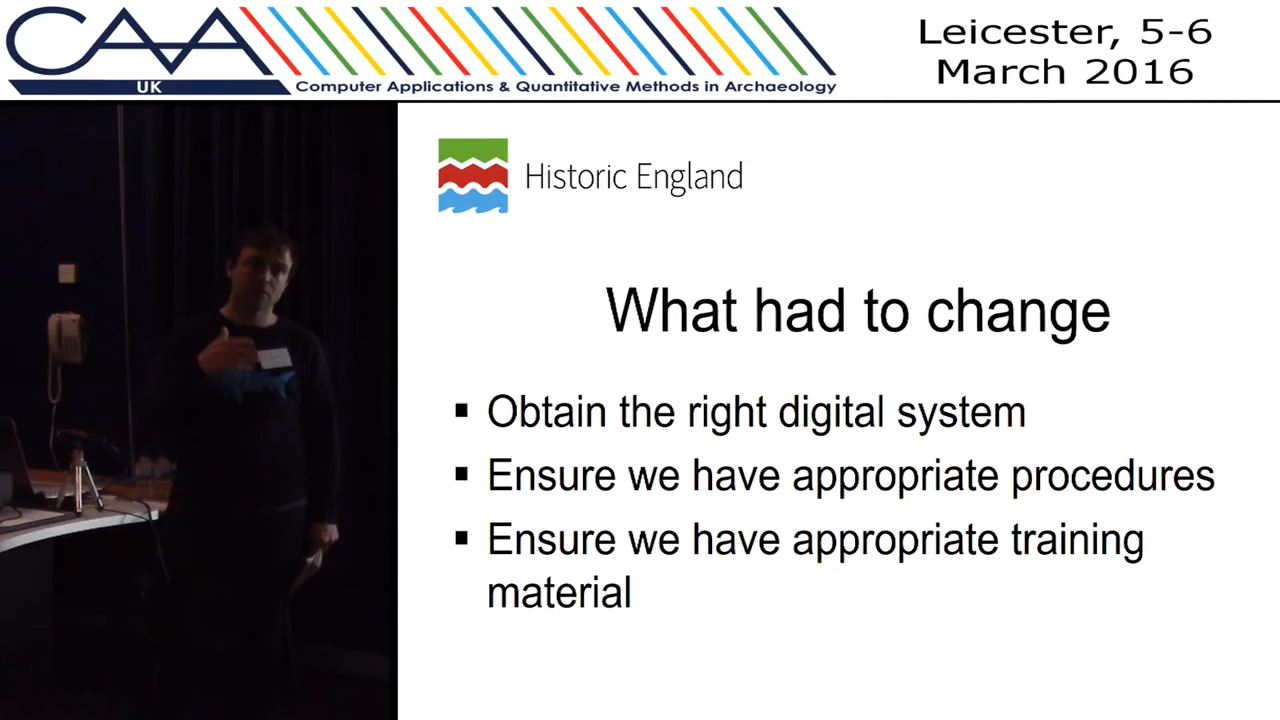 CAA
UK
Computer Applications & Quantitative Methods in Archaeology
Leicester, 5-6
March 2016
Historic England
What had to change
▪ Obtain the right digital system
▪ Ensure we have appropriate procedures
▪ Ensure we have appropriate training
material